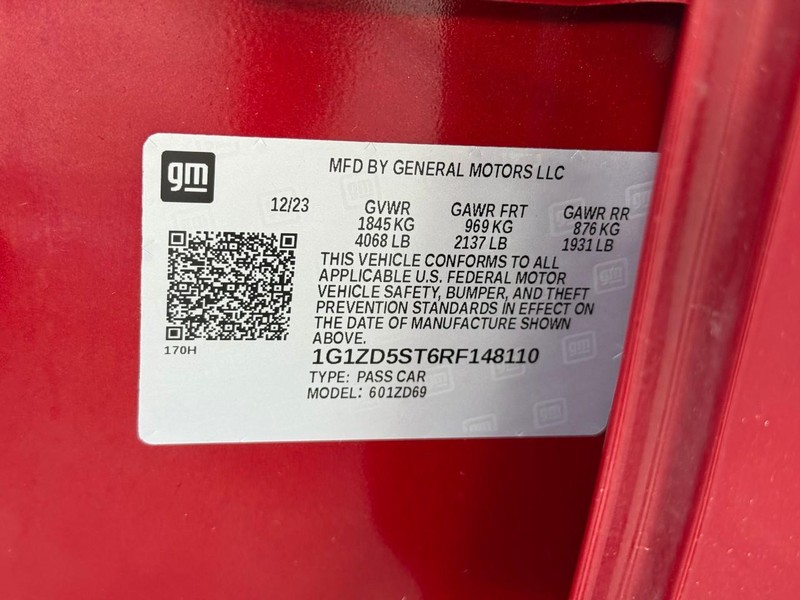 gm
MFD BY GENERAL MOTORS LLC
12/23 GVWR GAWR FRT GAWR RR
1845 KG 969 KG 876 KG
4068 LB 2137 LB 1931 LB
THIS VEHICLE CONFORMS TO ALL
APPLICABLE U.S. FEDERAL MOTOR
VEHICLE SAFETY, BUMPER, AND THEFT
PREVENTION STANDARDS IN EFFECT ON
THE DATE OF MANUFACTURE SHOWN
ABOVE.
170H
1G1ZD5ST6RF148110
TYPE: PASS CAR
MODEL: 601ZD69